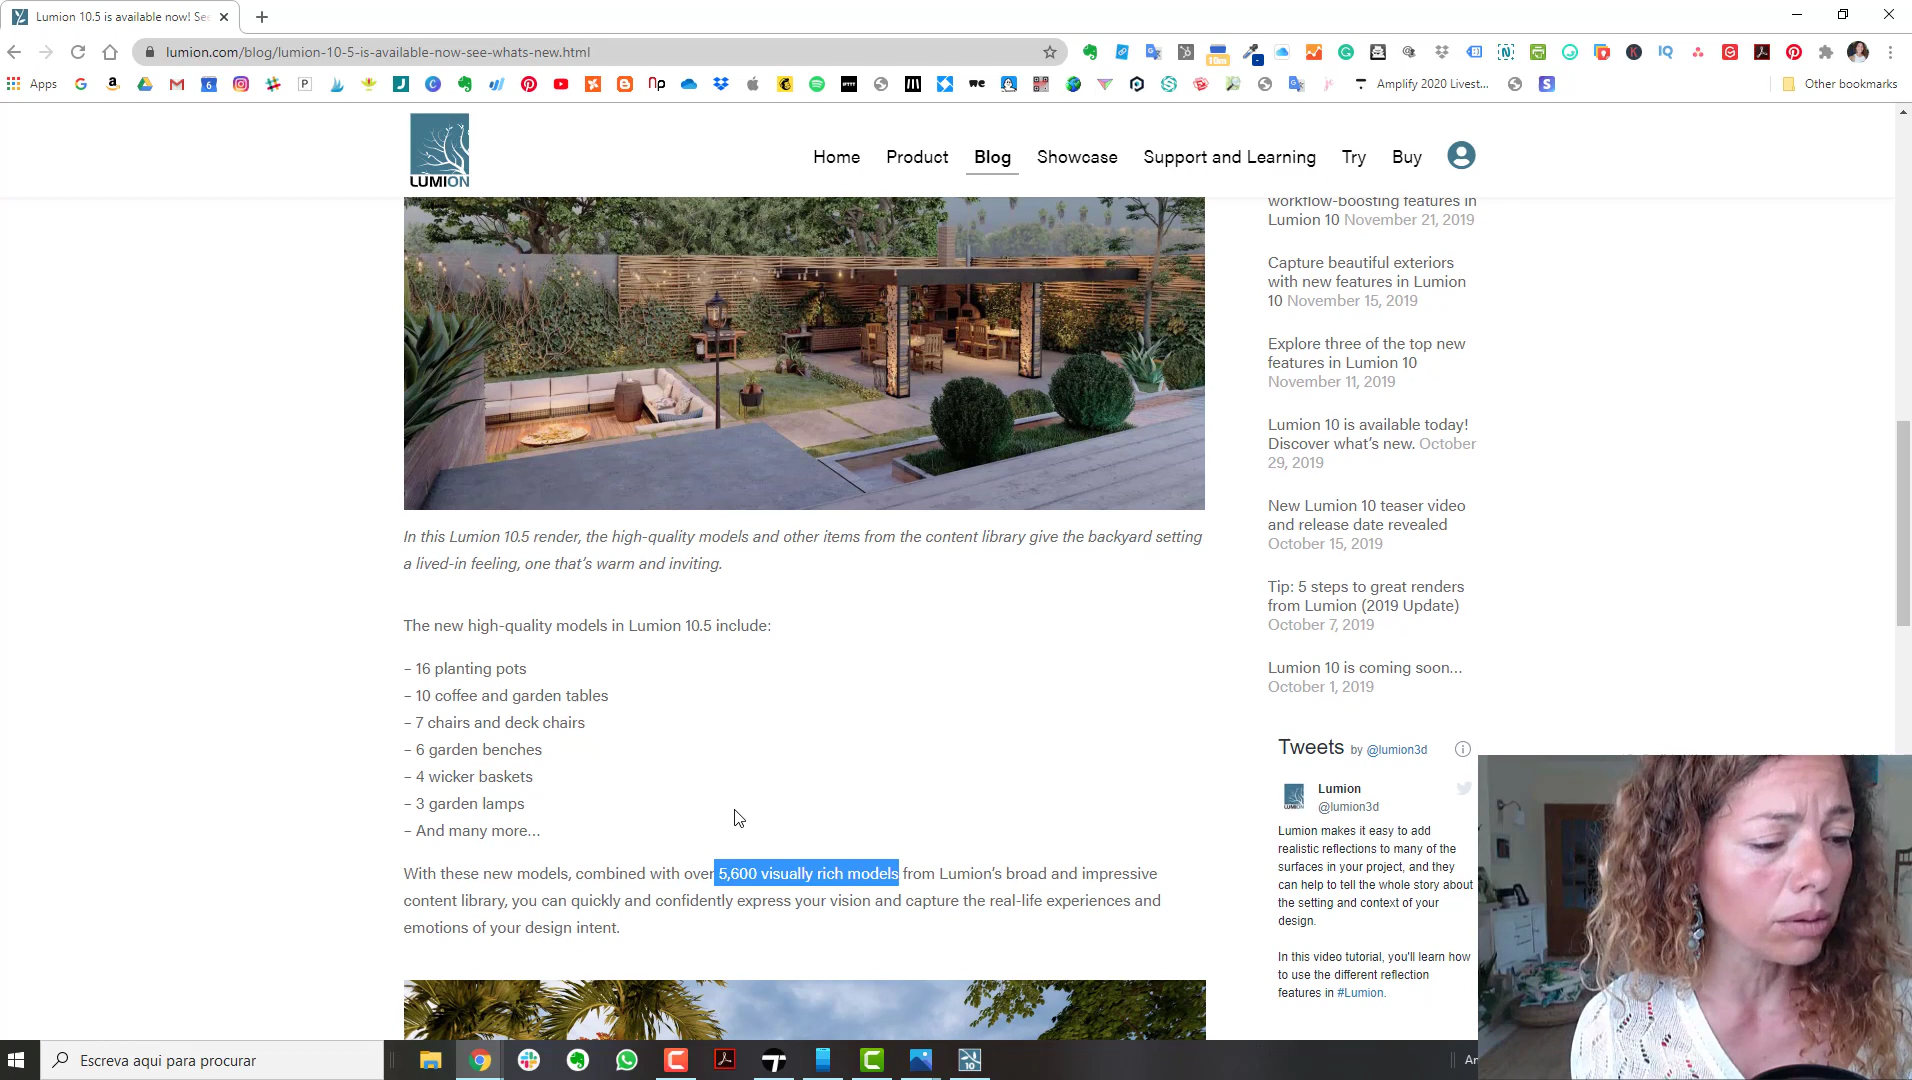 Lumion 10.5 is available now! See
lumion.com/blog/lumion-10-5-is-available-now-see-whats-new.html
10m
Apps
6
P
we
Amplify 2020 Livest...
Other bookmarks
LUMION
Home
Product
Blog
Showcase
Support and Learning
Try
Buy
In this Lumion 10.5 render, the high-quality models and other items from the content library give the backyard setting
a lived-in feeling, one that’s warm and inviting.
The new high-quality models in Lumion 10.5 include:
– 16 planting pots
– 10 coffee and garden tables
– 7 chairs and deck chairs
– 6 garden benches
– 4 wicker baskets
– 3 garden lamps
– And many more…
With these new models, combined with over 5,600 visually rich models from Lumion’s broad and impressive
content library, you can quickly and confidently express your vision and capture the real-life experiences and
emotions of your design intent.
workflow-boosting features in
Lumion 10 November 21, 2019
Capture beautiful exteriors
with new features in Lumion
10 November 15, 2019
Explore three of the top new
features in Lumion 10
November 11, 2019
Lumion 10 is available today!
Discover what’s new. October
29, 2019
New Lumion 10 teaser video
and release date revealed
October 15, 2019
Tip: 5 steps to great renders
from Lumion (2019 Update)
October 7, 2019
Lumion 10 is coming soon…
October 1, 2019
Tweets by @lumion3d
Lumion
@lumion3d
Lumion makes it easy to add
realistic reflections to many of the
surfaces in your project, and they
can help to tell the whole story about
the setting and context of your
design.
In this video tutorial, you'll learn how
to use the different reflection
features in #Lumion.
Escreva aqui para procurar
10